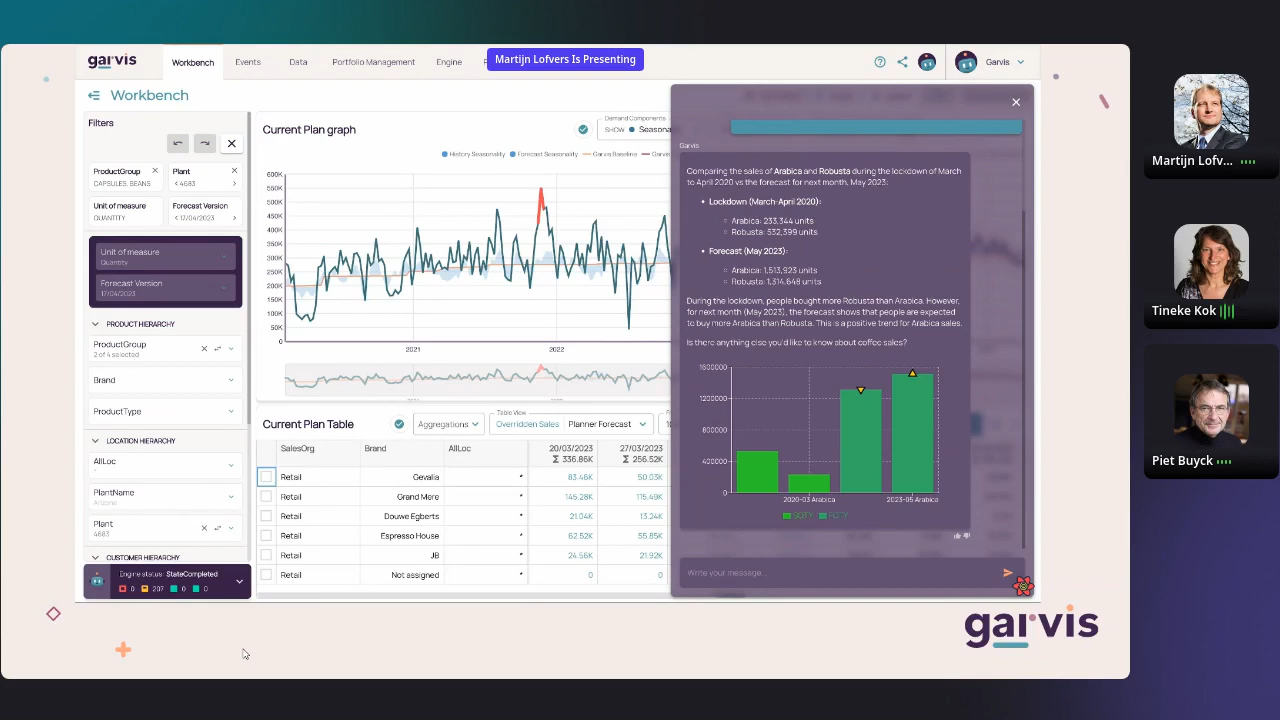 Martijn Lofvers Is Presenting
garvis
Workbench
Events
Data
Portfolio Management
Engine
Garvis
Workbench
Filters
ProductGroup
CAPSULES, BEANS
Plant
4683
Unit of measure
QUANTITY
Forecast Version
17/04/2023
Unit of measure
Quantity
Forecast Version
17/04/2023
PRODUCT HIERARCHY
ProductGroup
2 of 4 selected
Brand
ProductType
LOCATION HIERARCHY
AllLoc
PlantName
Arizona
Plant
4683
CUSTOMER HIERARCHY
Engine status: StateCompleted
0 207 0 0
Current Plan graph
Demand Components
SHOW Seasona
History Seasonality Forecast Seasonality Garvis Baseline Garvis
600K
550K
500K
450K
400K
350K
300K
250K
200K
150K
100K
50K
0
2021
2022
Current Plan Table
Aggregations
Table View
Overridden Sales Planner Forecast
SalesOrg Brand AllLoc 20/03/2023 27/03/2023
Σ 336.86K Σ 256.52K
Retail Gevalia * 83.46K 50.03K
Retail Grand Mere * 145.28K 115.49K
Retail Douwe Egberts * 21.04K 13.24K
Retail Espresso House * 62.52K 55.85K
Retail JB * 24.56K 21.92K
Retail Not assigned * 0 0
Garvis
Comparing the sales of Arabica and Robusta during the lockdown of March
to April 2020 vs the forecast for next month, May 2023:
• Lockdown (March-April 2020):
○ Arabica: 233,344 units
○ Robusta: 532,399 units
• Forecast (May 2023):
○ Arabica: 1,513,923 units
○ Robusta: 1,314,648 units
During the lockdown, people bought more Robusta than Arabica. However,
for next month (May 2023), the forecast shows that people are expected
to buy more Arabica than Robusta. This is a positive trend for Arabica sales.
Is there anything else you'd like to know about coffee sales?
1600000
1200000
800000
400000
0
2020-03 Arabica
2023-05 Arabica
Write your message...
garvis
Martijn Lofv...
Tineke Kok
Piet Buyck